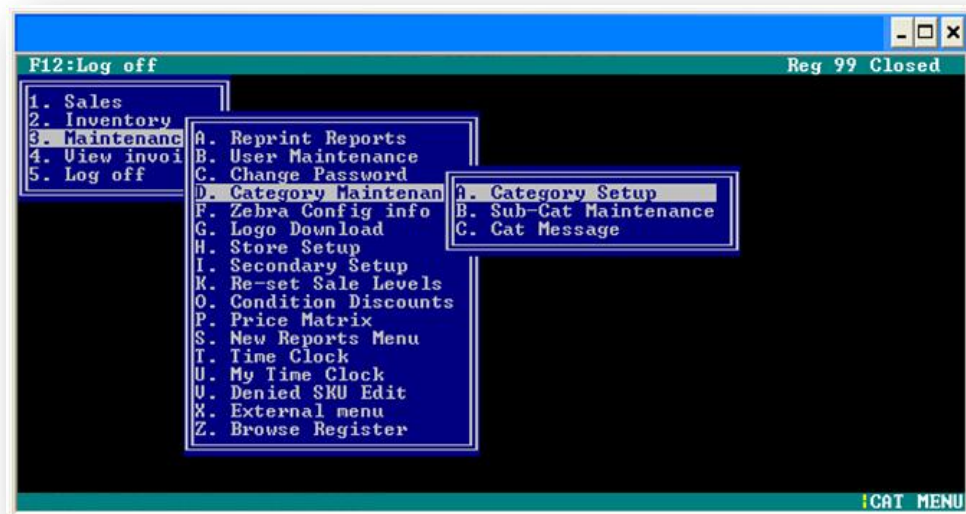 F12:Log off Reg 99 Closed
1. Sales
2. Inventory
3. Maintenanc
4. View invoi
5. Log off
A. Reprint Reports
B. User Maintenance
C. Change Password
D. Category Maintenan
F. Zebra Config info
G. Logo Download
H. Store Setup
I. Secondary Setup
K. Re-set Sale Levels
O. Condition Discounts
P. Price Matrix
S. New Reports Menu
T. Time Clock
U. My Time Clock
V. Denied SKU Edit
X. External menu
Z. Browse Register
A. Category Setup
B. Sub-Cat Maintenance
C. Cat Message
CAT MENU